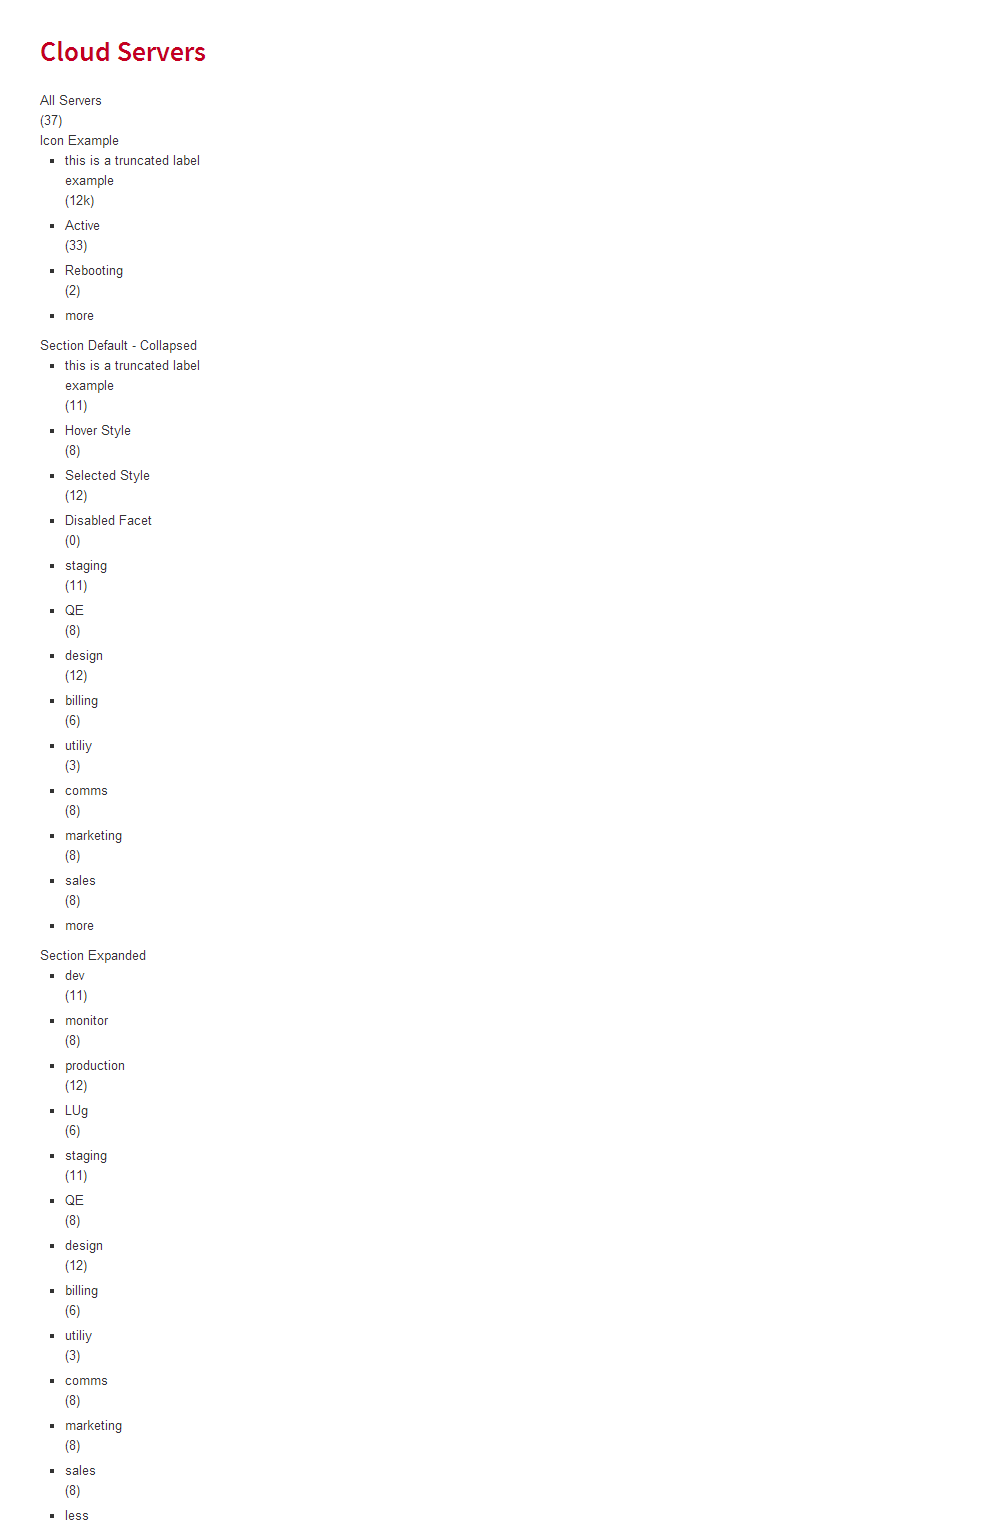 Cloud Servers
All Servers
(37)
Icon Example
this is a truncated label
example
(12k)
Active
(33)
Rebooting
(2)
more
Section Default - Collapsed
this is a truncated label
example
(11)
Hover Style
(8)
Selected Style
(12)
Disabled Facet
(0)
staging
(11)
QE
(8)
design
(12)
billing
(6)
utiliy
(3)
comms
(8)
marketing
(8)
sales
(8)
more
Section Expanded
dev
(11)
monitor
(8)
production
(12)
LUg
(6)
staging
(11)
QE
(8)
design
(12)
billing
(6)
utiliy
(3)
comms
(8)
marketing
(8)
sales
(8)
less